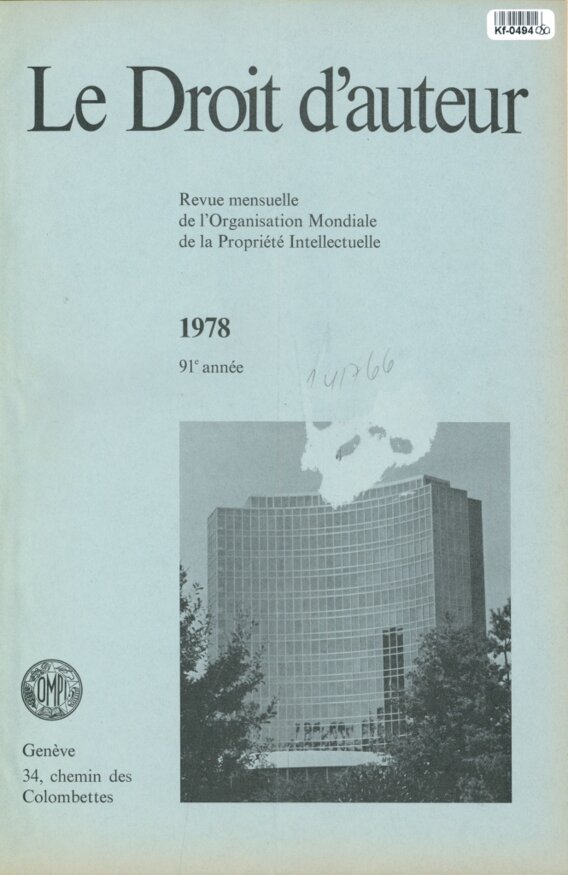 Kf-0494
Le Droit d'auteur
Revue mensuelle
de l'Organisation Mondiale
de la Propriété Intellectuelle
1978
91e année
141766
OMPI
Genève
34, chemin des
Colombettes